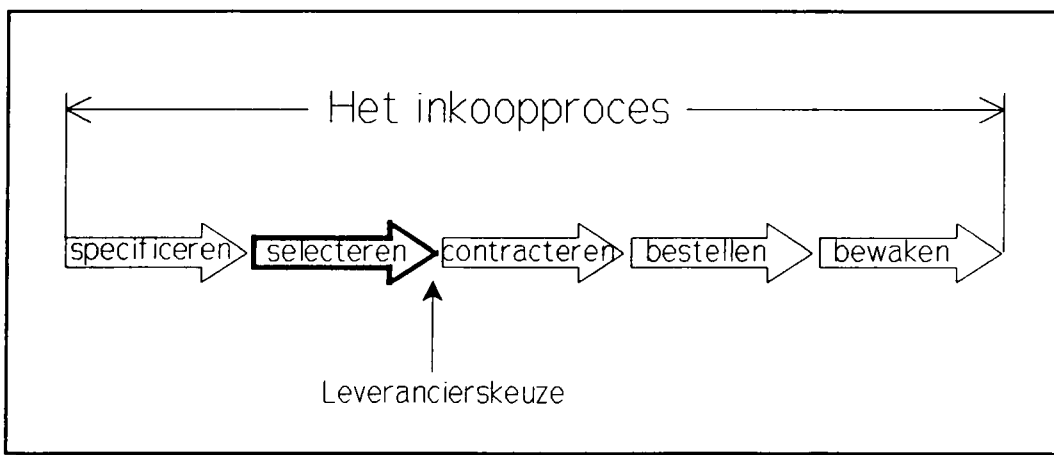 Het inkoopproces
specificeren selecteren contracteren bestellen bewaken
Leverancierskeuze